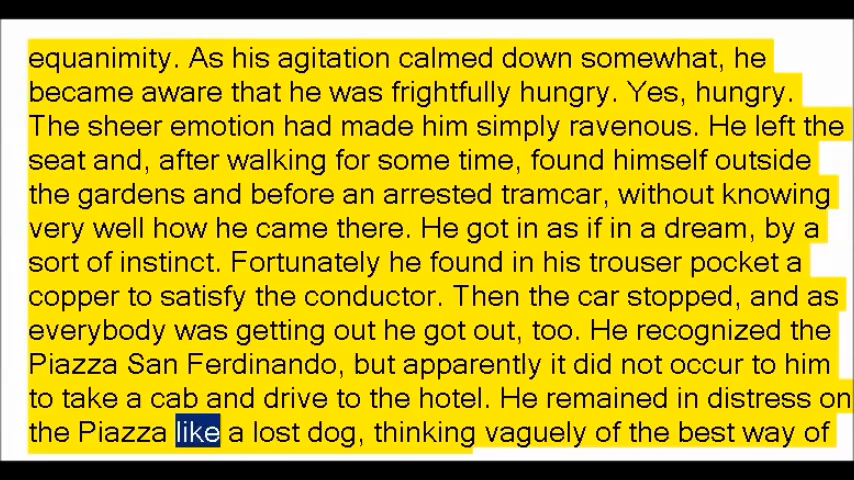 equanimity. As his agitation calmed down somewhat, he
became aware that he was frightfully hungry. Yes, hungry.
The sheer emotion had made him simply ravenous. He left the
seat and, after walking for some time, found himself outside
the gardens and before an arrested tramcar, without knowing
very well how he came there. He got in as if in a dream, by a
sort of instinct. Fortunately he found in his trouser pocket a
copper to satisfy the conductor. Then the car stopped, and as
everybody was getting out he got out, too. He recognized the
Piazza San Ferdinando, but apparently it did not occur to him
to take a cab and drive to the hotel. He remained in distress on
the Piazza like a lost dog, thinking vaguely of the best way of